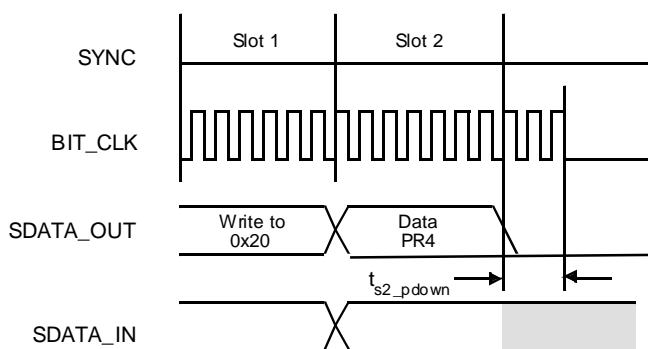 Slot 1
Slot 2
SYNC
BIT_CLK
SDATA_OUT
Write to
0x20
Data
PR4
ts2_pdown
SDATA_IN